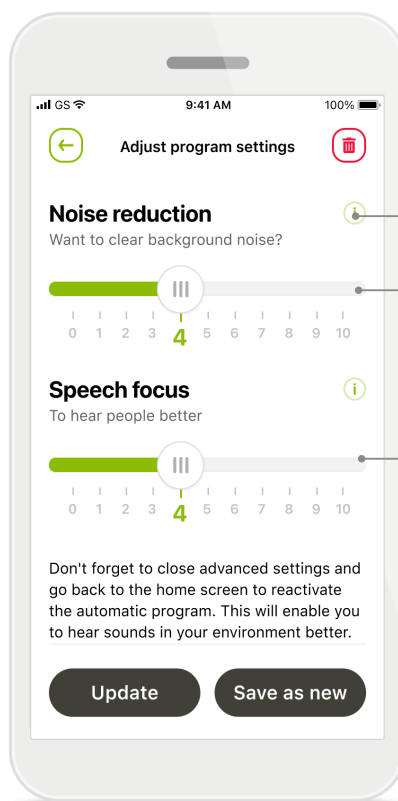 GS 9:41 AM 100%
Adjust program settings
Noise reduction
i
Want to clear background noise?
0 1 2 3 4 5 6 7 8 9 10
Speech focus
i
To hear people better
0 1 2 3 4 5 6 7 8 9 10
Don't forget to close advanced settings and
go back to the home screen to reactivate
the automatic program. This will enable you
to hear sounds in your environment better.
Update Save as new